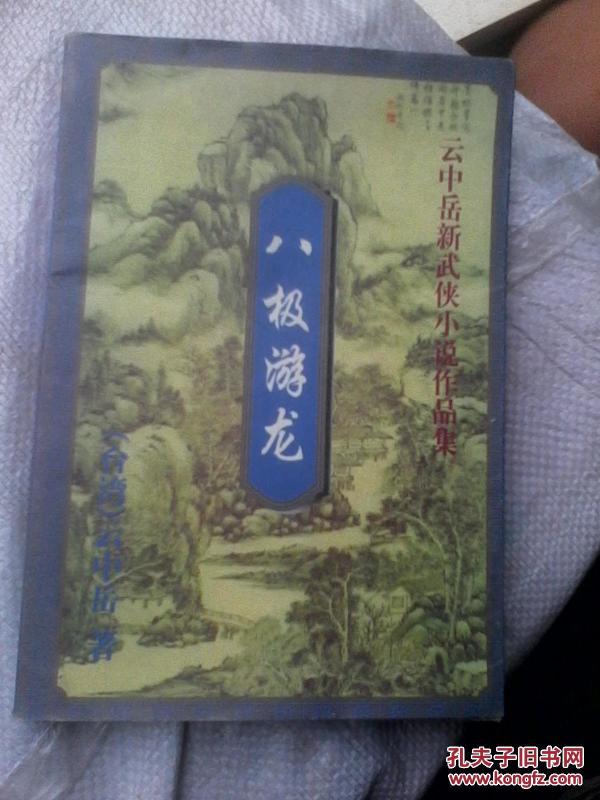 云中岳新武侠小说作品集
八极游龙
(台湾)云中岳 著
孔夫子旧书网
www.kongfz.com